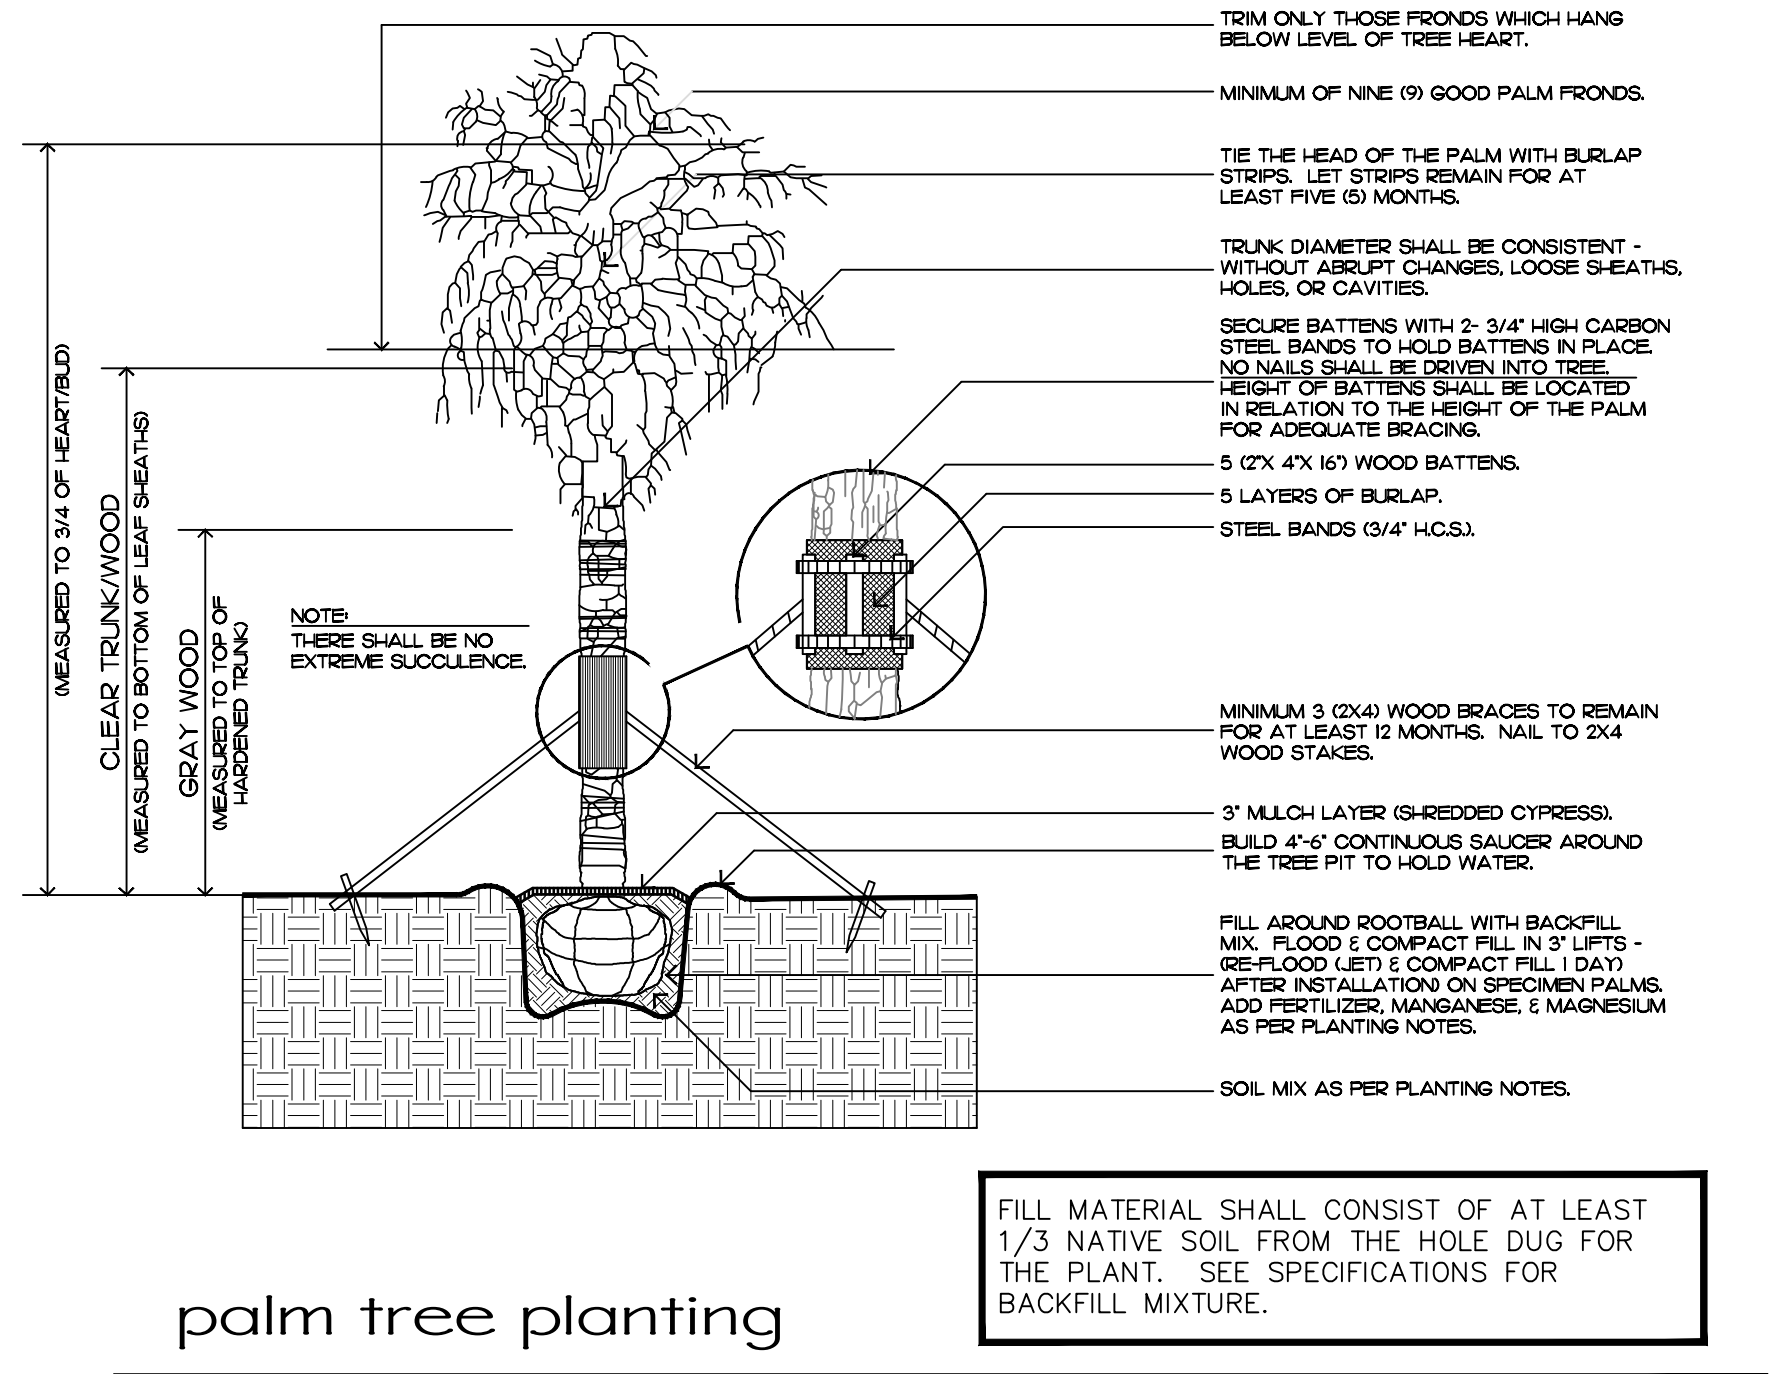 TRIM ONLY THOSE FRONDS WHICH HANG
BELOW LEVEL OF TREE HEART.
MINIMUM OF NINE (9) GOOD PALM FRONDS.
TIE THE HEAD OF THE PALM WITH BURLAP
STRIPS. LET STRIPS REMAIN FOR AT
LEAST FIVE (5) MONTHS.
TRUNK DIAMETER SHALL BE CONSISTENT -
WITHOUT ABRUPT CHANGES, LOOSE SHEATHS,
HOLES, OR CAVITIES.
SECURE BATTENS WITH 2- 3/4" HIGH CARBON
STEEL BANDS TO HOLD BATTENS IN PLACE.
NO NAILS SHALL BE DRIVEN INTO TREE.
HEIGHT OF BATTENS SHALL BE LOCATED
IN RELATION TO THE HEIGHT OF THE PALM
FOR ADEQUATE BRACING.
5 (2"X 4"X 16") WOOD BATTENS.
5 LAYERS OF BURLAP.
STEEL BANDS (3/4" H.C.S.).
(MEASURED TO 3/4 OF HEART/BUD)
CLEAR TRUNK/WOOD
(MEASURED TO BOTTOM OF LEAF SHEATHS)
GRAY WOOD
(MEASURED TO TOP OF
HARDENED TRUNK)
NOTE:
THERE SHALL BE NO
EXTREME SUCCULENCE.
MINIMUM 3 (2X4) WOOD BRACES TO REMAIN
FOR AT LEAST 12 MONTHS. NAIL TO 2X4
WOOD STAKES.
3" MULCH LAYER (SHREDDED CYPRESS).
BUILD 4"-6" CONTINUOUS SAUCER AROUND
THE TREE PIT TO HOLD WATER.
FILL AROUND ROOTBALL WITH BACKFILL
MIX. FLOOD & COMPACT FILL IN 3" LIFTS -
(RE-FLOOD (JET) & COMPACT FILL 1 DAY)
AFTER INSTALLATION) ON SPECIMEN PALMS.
ADD FERTILIZER, MANGANESE, & MAGNESIUM
AS PER PLANTING NOTES.
SOIL MIX AS PER PLANTING NOTES.
FILL MATERIAL SHALL CONSIST OF AT LEAST
1/3 NATIVE SOIL FROM THE HOLE DUG FOR
THE PLANT. SEE SPECIFICATIONS FOR
BACKFILL MIXTURE.
palm tree planting